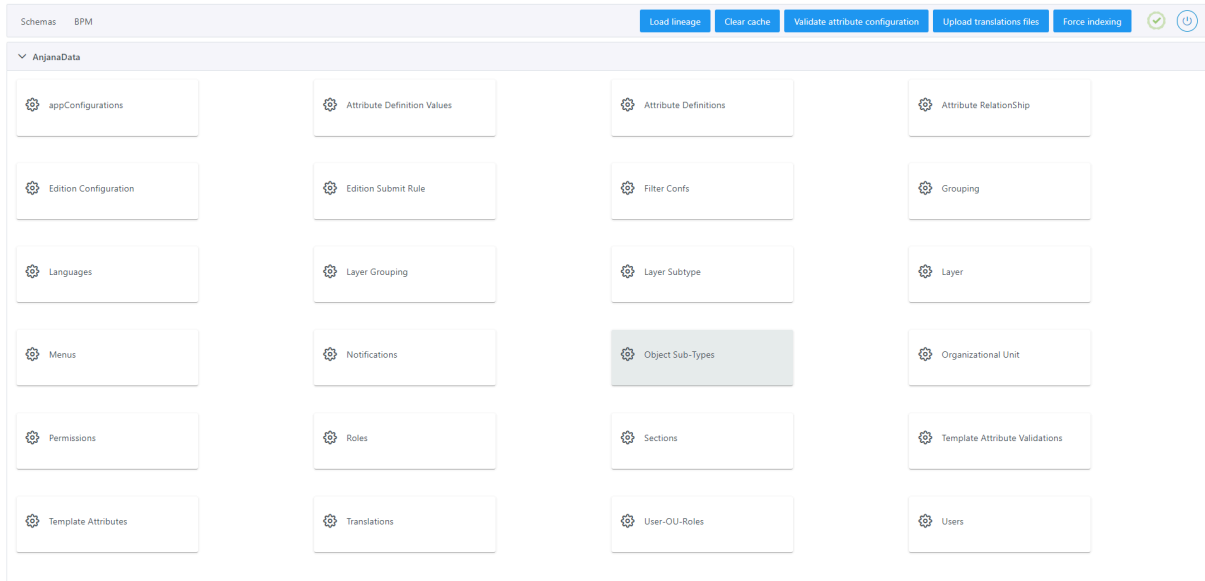 Schemas BPM Load lineage Clear cache Validate attribute configuration Upload translations files Force indexing
AnjanaData
appConfigurations Attribute Definition Values Attribute Definitions Attribute RelationShip
Edition Configuration Edition Submit Rule Filter Confs Grouping
Languages Layer Grouping Layer Subtype Layer
Menus Notifications Object Sub-Types Organizational Unit
Permissions Roles Sections Template Attribute Validations
Template Attributes Translations User-OU-Roles Users